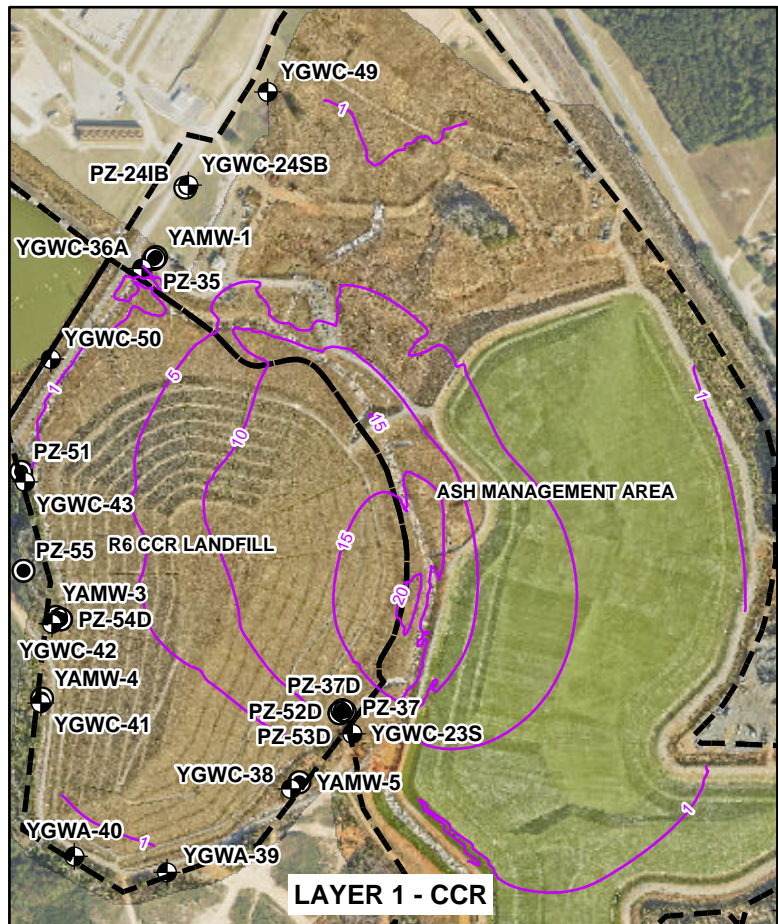 YGWC-49
1
PZ-24IB
YGWC-24SB
YGWC-36A
YAMW-1
PZ-35
YGWC-50
1
5
10
15
1
PZ-51
YGWC-43
ASH MANAGEMENT AREA
R6 CCR LANDFILL
15
20
PZ-55
YAMW-3
PZ-54D
YGWC-42
YAMW-4
YGWC-41
PZ-37D
PZ-52D
PZ-37
PZ-53D
YGWC-23S
YGWC-38
YAMW-5
1
1
YGWA-40
YGWA-39
LAYER 1 - CCR